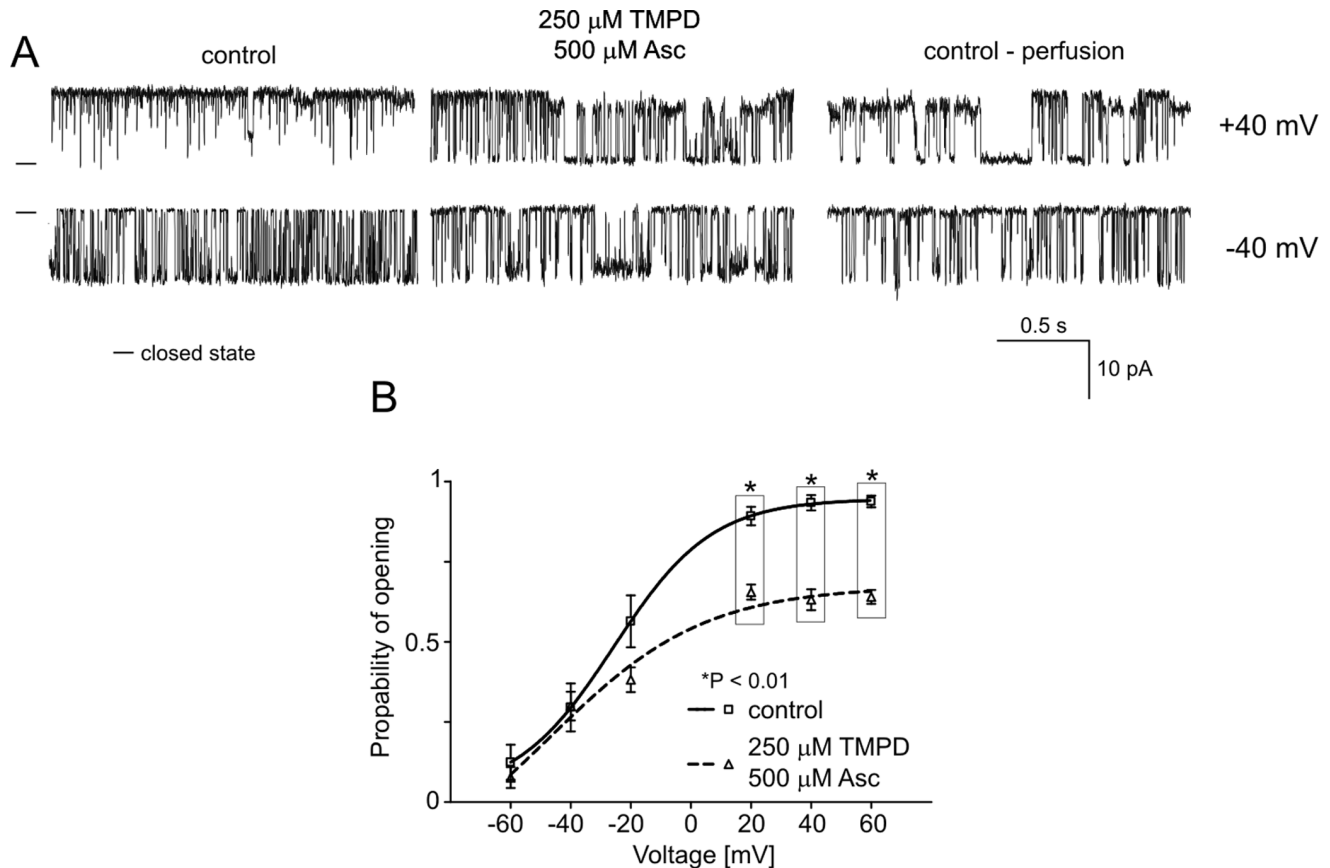 A
control
250 μM TMPD
500 μM Asc
control - perfusion
+40 mV
-40 mV
— closed state
0.5 s
10 pA
B
Propability of opening
1
0.5
0
* * *
*P < 0.01
control
250 μM TMPD
500 μM Asc
-60 -40 -20 0 20 40 60
Voltage [mV]